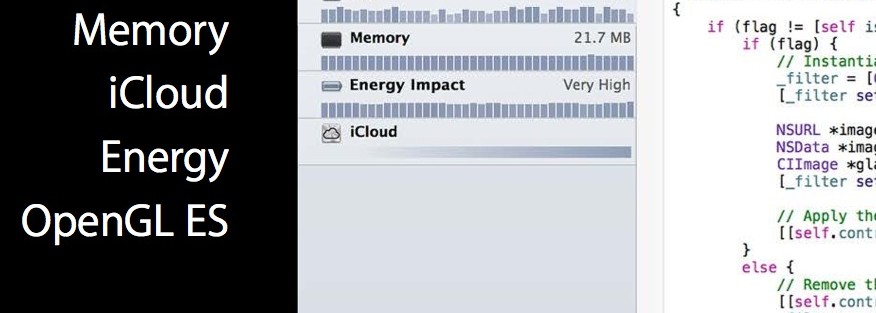 Memory
iCloud
Energy
OpenGL ES
Memory 21.7 MB
Energy Impact Very High
iCloud
{
if (flag != [self is
if (flag) {
// Instantia
_filter = [
[_filter set
NSURL *image
NSData *imag
CIImage *gla
[_filter set
// Apply the
[[self.cont
}
else {
// Remove th
[[self.cont